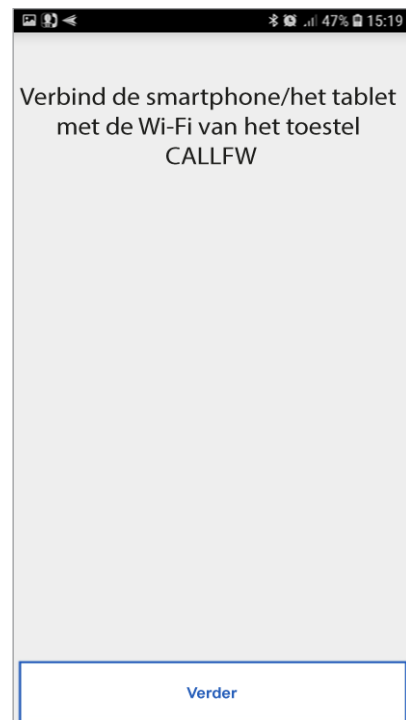 47% 15:19
Verbind de smartphone/het tablet
met de Wi-Fi van het toestel
CALLFW
Verder